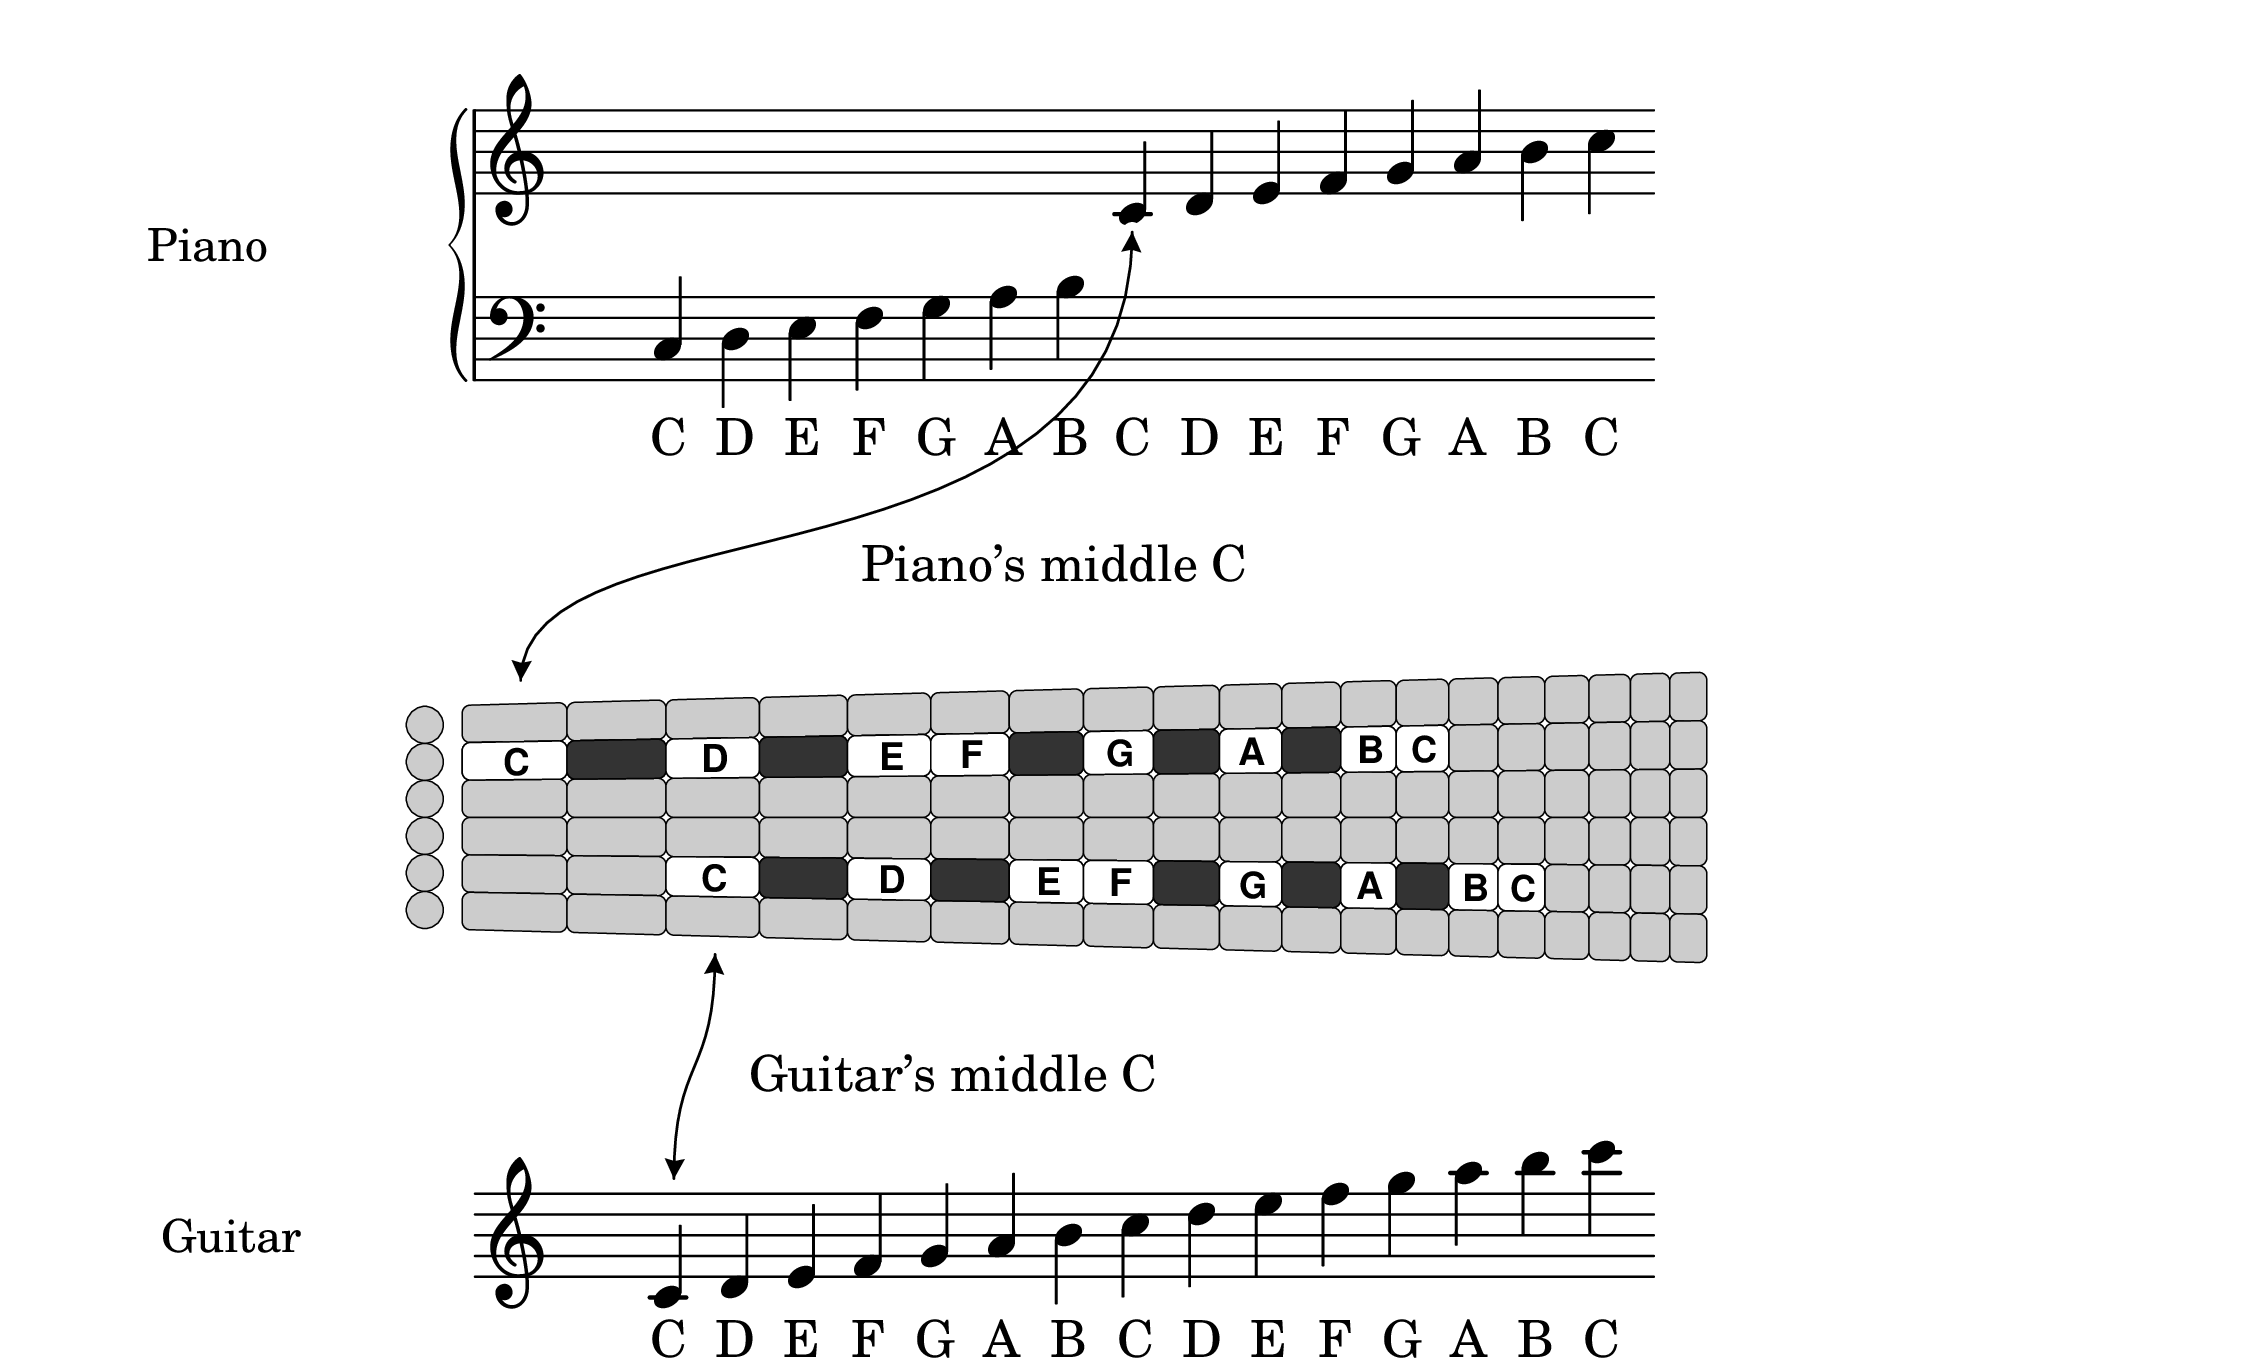 Piano
C D E F G A B C D E F G A B C
Piano’s middle C
C D E F G A B C
C D E F G A B C
Guitar’s middle C
Guitar
C D E F G A B C D E F G A B C